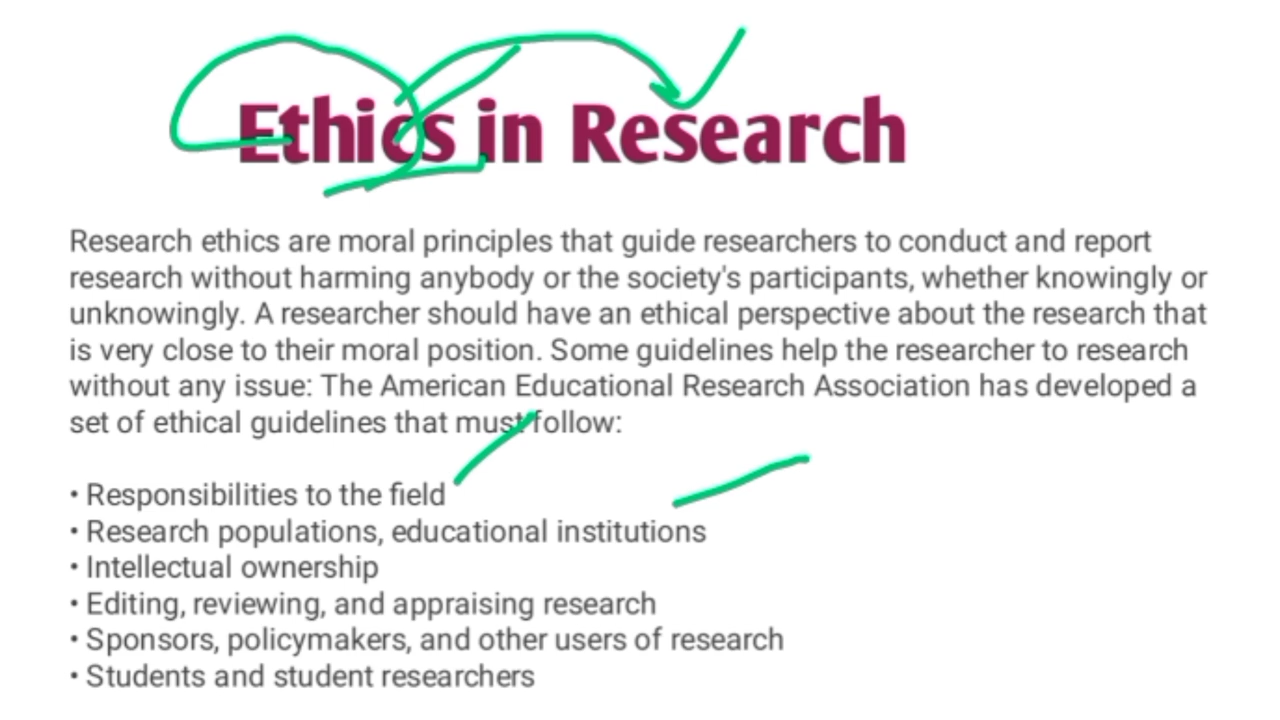 Ethics in Research
Research ethics are moral principles that guide researchers to conduct and report
research without harming anybody or the society's participants, whether knowingly or
unknowingly. A researcher should have an ethical perspective about the research that
is very close to their moral position. Some guidelines help the researcher to research
without any issue: The American Educational Research Association has developed a
set of ethical guidelines that must follow:
• Responsibilities to the field
• Research populations, educational institutions
• Intellectual ownership
• Editing, reviewing, and appraising research
• Sponsors, policymakers, and other users of research
• Students and student researchers